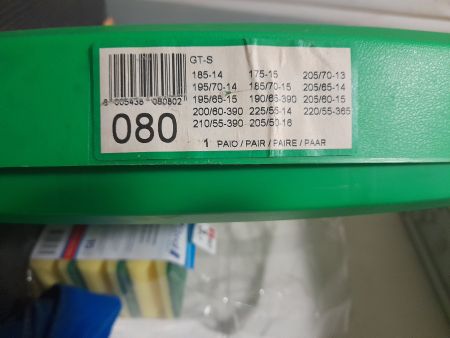 GT-S
185-14 175-15 205/70-13
195/70-14 185/70-15 205/65-14
195/65-15 190/65-390 205/60-15
200/60-390 225/55-14 220/55-365
210/55-390 205/50-16
8 005438 080802
080
1 PAIO / PAIR / PAIRE / PAAR